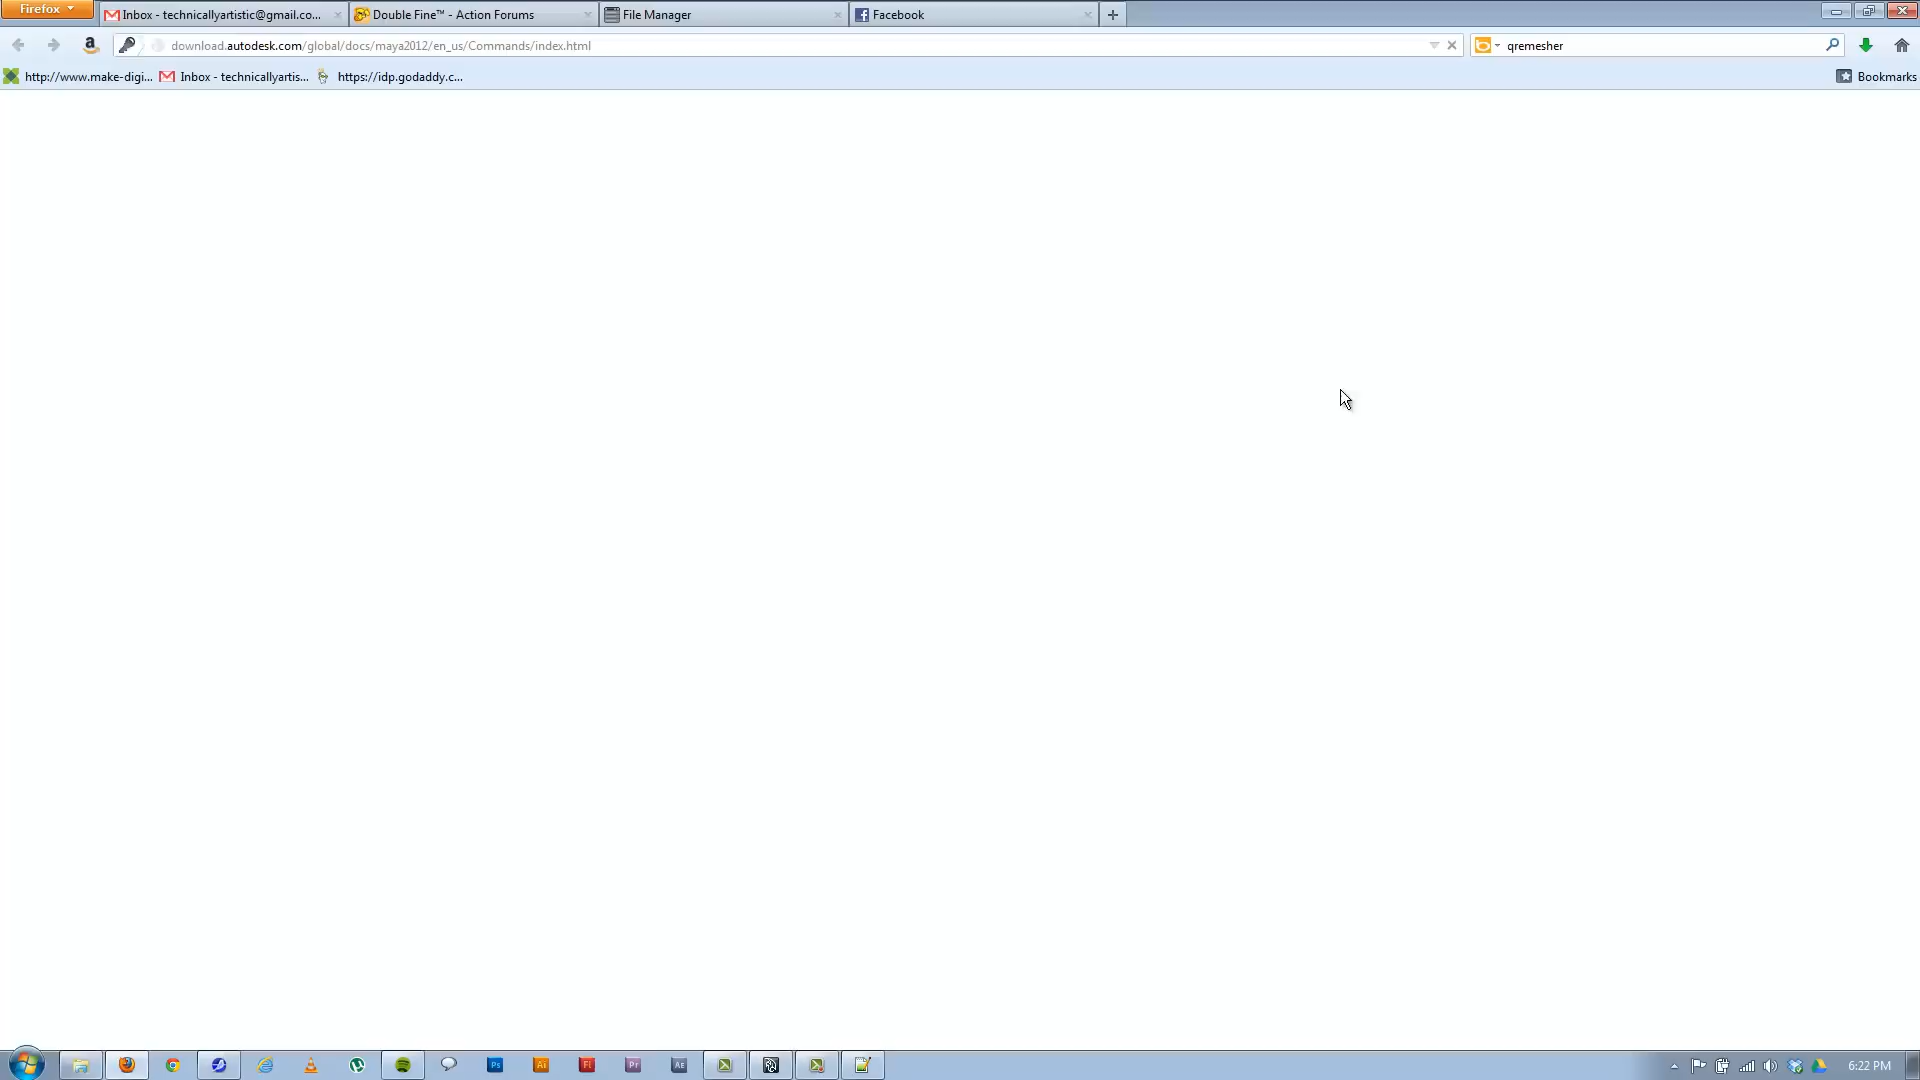 Firefox
Inbox - technicallyartistic@gmail.co...
Double Fine™ - Action Forums
File Manager
Facebook
download.autodesk.com/global/docs/maya2012/en_us/Commands/index.html
qremesher
http://www.make-digi...
Inbox - technicallyartis...
https://idp.godaddy.c...
Bookmarks
Ps
Ai
Fl
Pr
Ae
6:22 PM